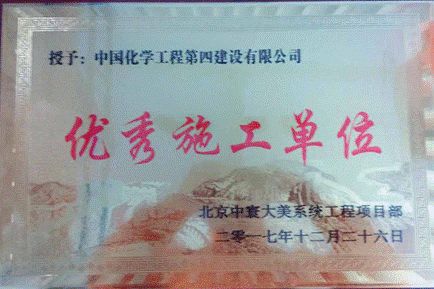 授予：中国化学工程第四建设有限公司
优秀施工单位
北京中寰大美系统工程项目部
二零一七年十二月二十六日